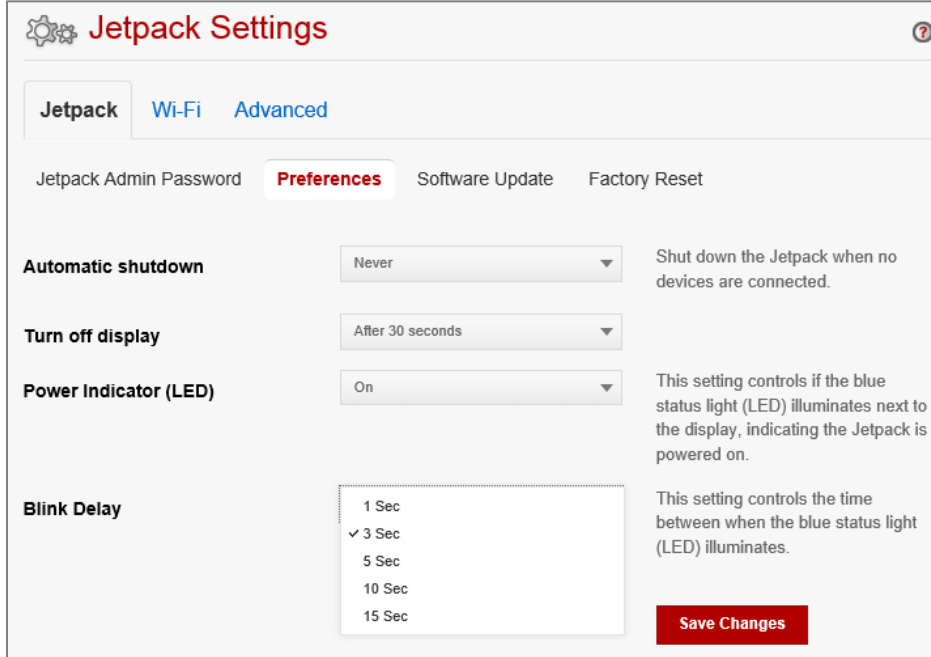 Jetpack Settings
?
Jetpack Wi-Fi Advanced
Jetpack Admin Password Preferences Software Update Factory Reset
Automatic shutdown
Never
Shut down the Jetpack when no
devices are connected.
Turn off display
After 30 seconds
Power Indicator (LED)
On
This setting controls if the blue
status light (LED) illuminates next to
the display, indicating the Jetpack is
powered on.
Blink Delay
1 Sec
✓ 3 Sec
5 Sec
10 Sec
15 Sec
This setting controls the time
between when the blue status light
(LED) illuminates.
Save Changes